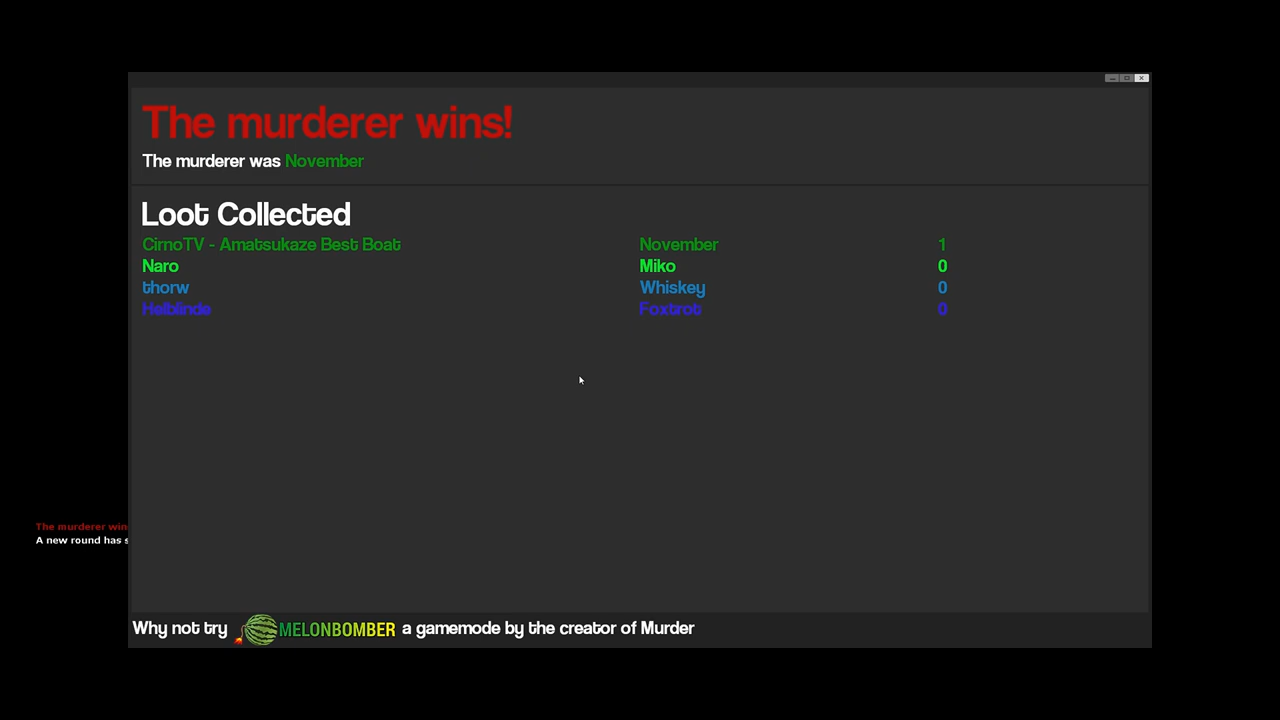 The murderer wins!
The murderer was November
Loot Collected
CirnoTV - Amatsukaze Best Boat November 1
Naro Miko 0
thorw Whiskey 0
Helblinde Foxtrot 0
The murderer win
A new round has s
Why not try MELONBOMBER a gamemode by the creator of Murder